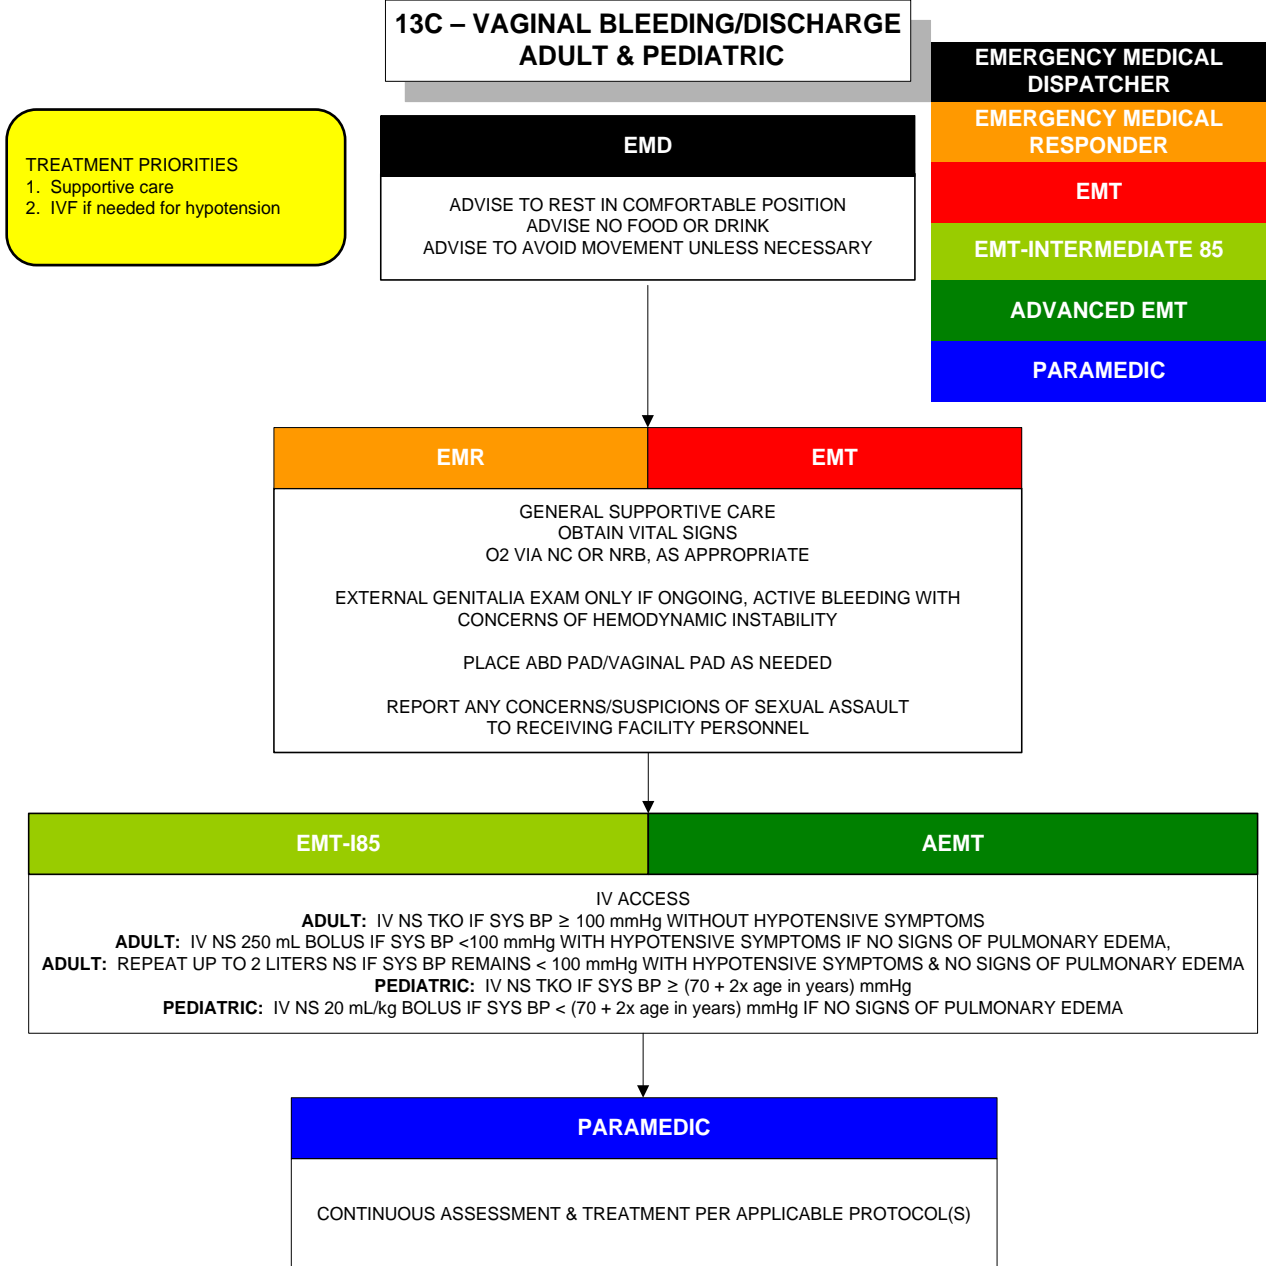 13C – VAGINAL BLEEDING/DISCHARGE
ADULT & PEDIATRIC
EMERGENCY MEDICAL
DISPATCHER
EMERGENCY MEDICAL
RESPONDER
EMT
EMT-INTERMEDIATE 85
ADVANCED EMT
PARAMEDIC
TREATMENT PRIORITIES
1. Supportive care
2. IVF if needed for hypotension
EMD
ADVISE TO REST IN COMFORTABLE POSITION
ADVISE NO FOOD OR DRINK
ADVISE TO AVOID MOVEMENT UNLESS NECESSARY
EMR
EMT
GENERAL SUPPORTIVE CARE
OBTAIN VITAL SIGNS
O2 VIA NC OR NRB, AS APPROPRIATE
EXTERNAL GENITALIA EXAM ONLY IF ONGOING, ACTIVE BLEEDING WITH
CONCERNS OF HEMODYNAMIC INSTABILITY
PLACE ABD PAD/VAGINAL PAD AS NEEDED
REPORT ANY CONCERNS/SUSPICIONS OF SEXUAL ASSAULT
TO RECEIVING FACILITY PERSONNEL
EMT-I85
AEMT
IV ACCESS
ADULT: IV NS TKO IF SYS BP ≥ 100 mmHg WITHOUT HYPOTENSIVE SYMPTOMS
ADULT: IV NS 250 mL BOLUS IF SYS BP <100 mmHg WITH HYPOTENSIVE SYMPTOMS IF NO SIGNS OF PULMONARY EDEMA,
ADULT: REPEAT UP TO 2 LITERS NS IF SYS BP REMAINS < 100 mmHg WITH HYPOTENSIVE SYMPTOMS & NO SIGNS OF PULMONARY EDEMA
PEDIATRIC: IV NS TKO IF SYS BP ≥ (70 + 2x age in years) mmHg
PEDIATRIC: IV NS 20 mL/kg BOLUS IF SYS BP < (70 + 2x age in years) mmHg IF NO SIGNS OF PULMONARY EDEMA
PARAMEDIC
CONTINUOUS ASSESSMENT & TREATMENT PER APPLICABLE PROTOCOL(S)